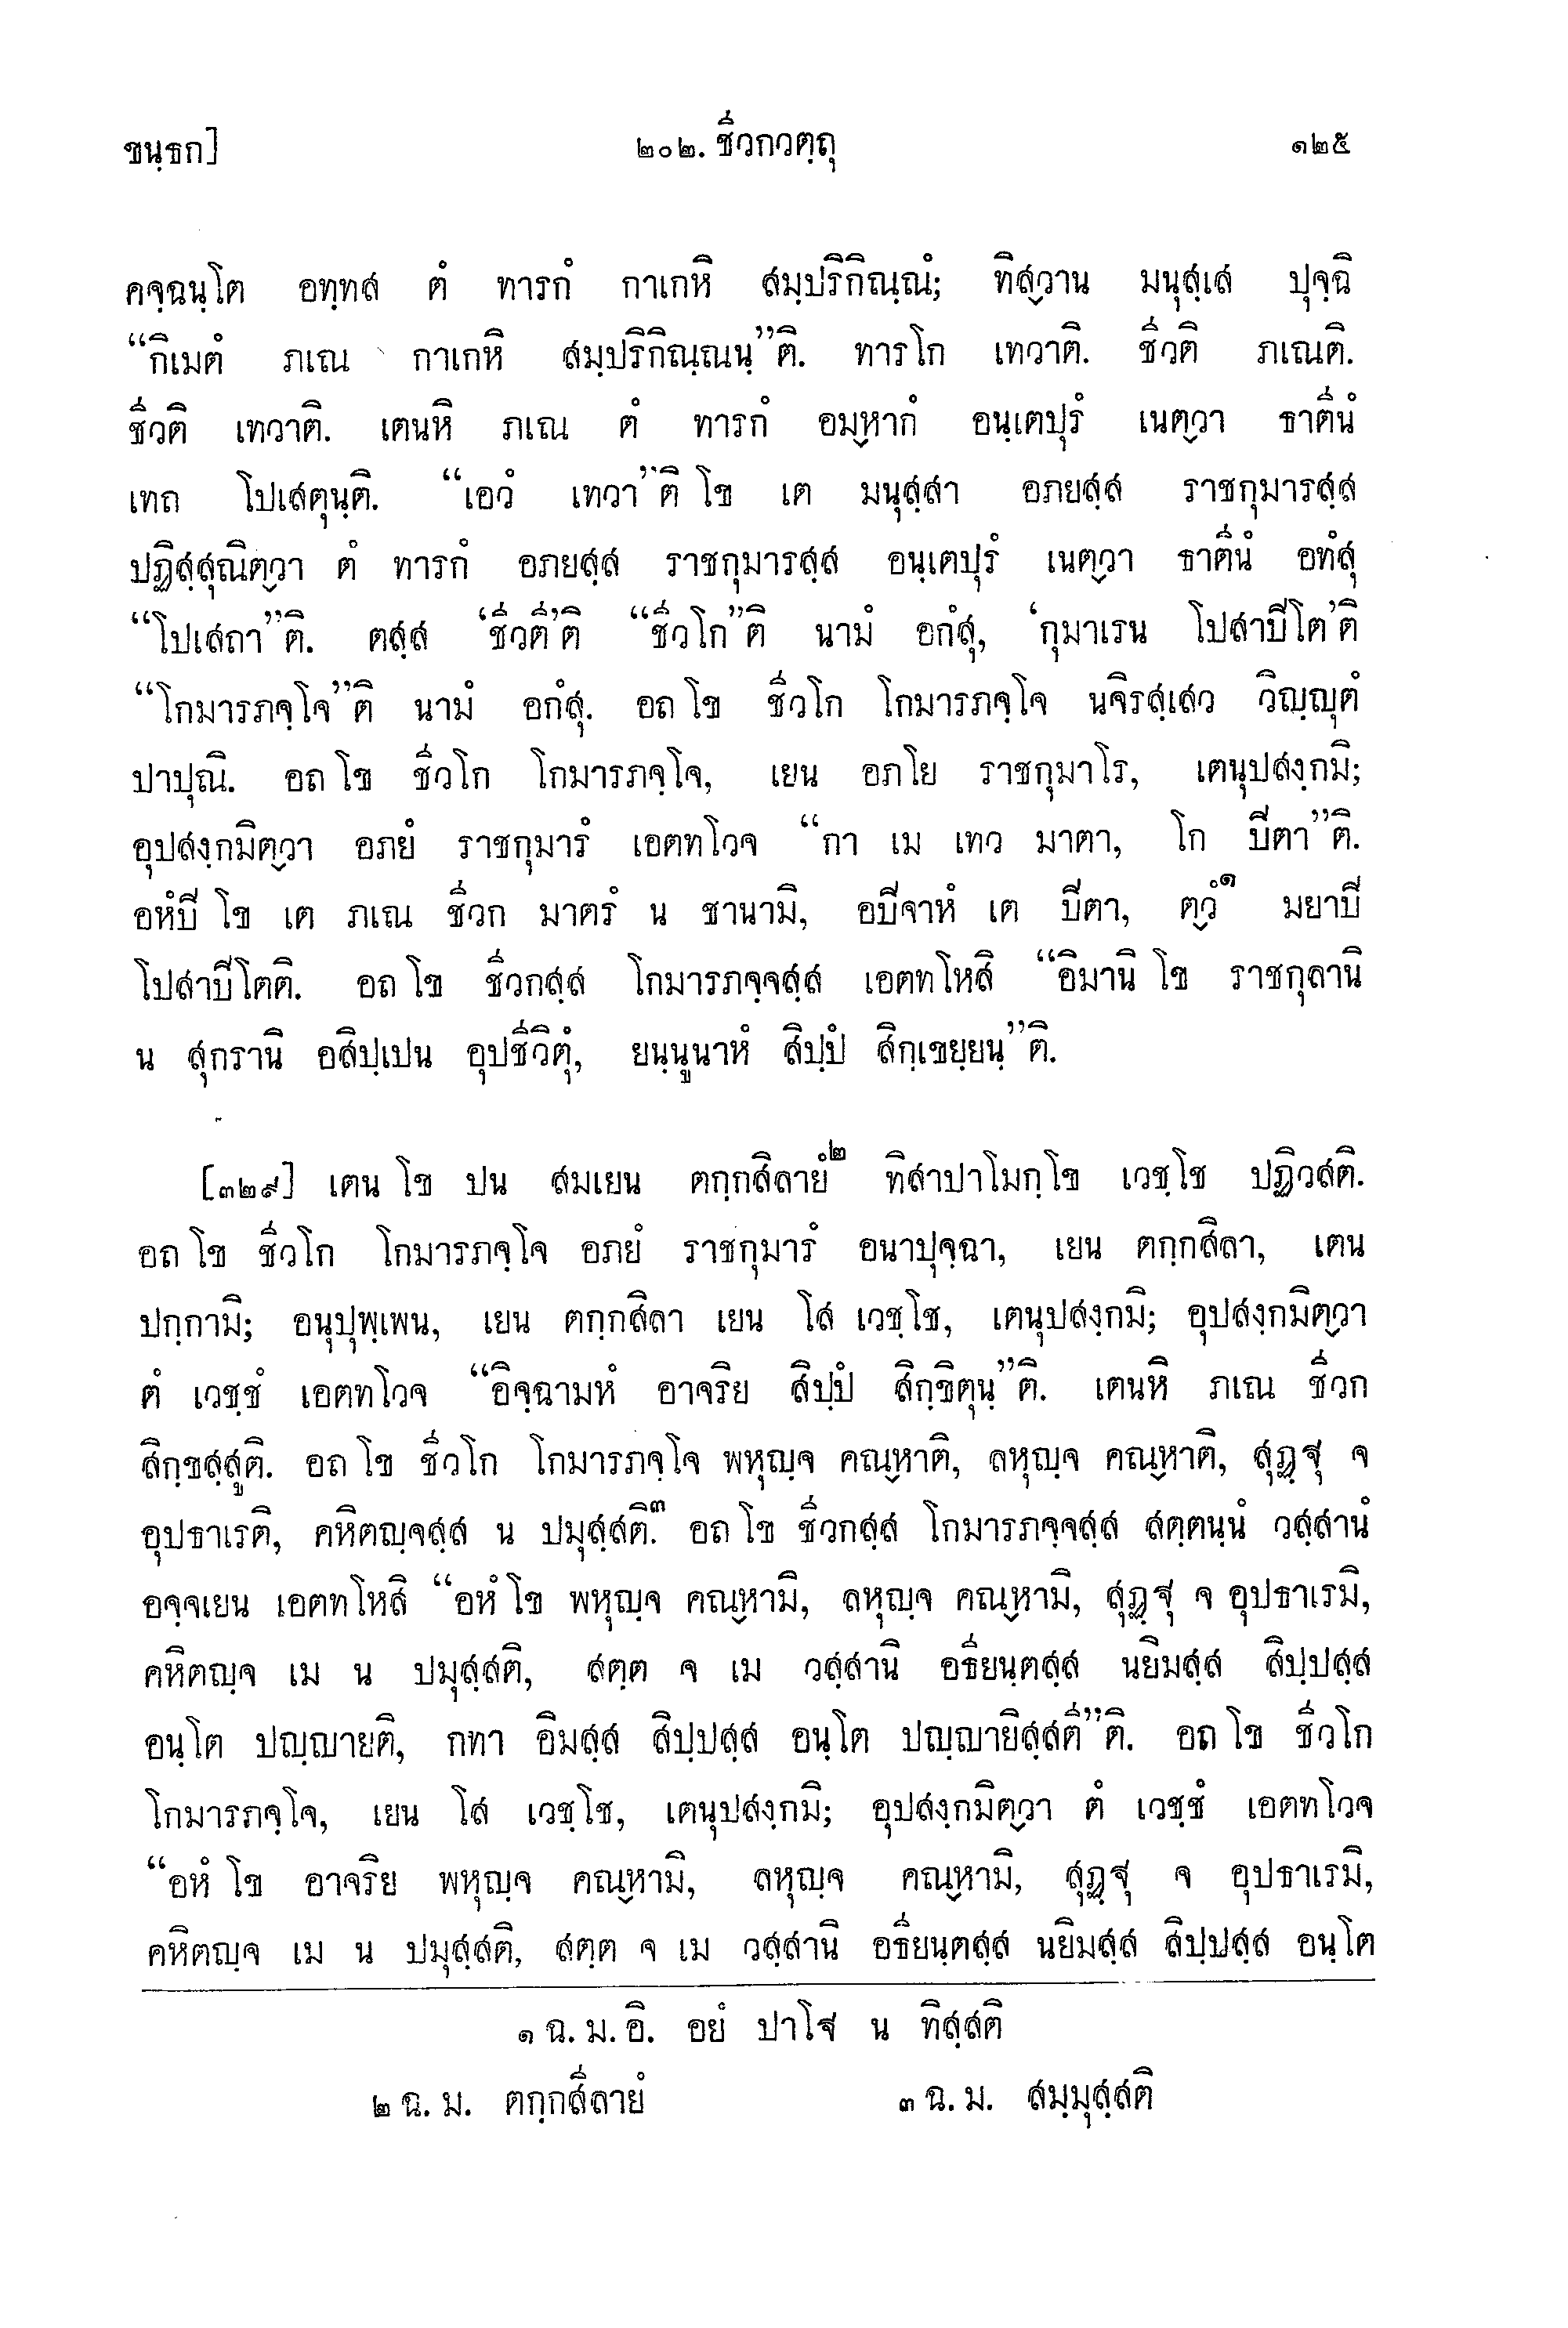 ขนฺธก] ๒๐๒. ชีวกวตฺถุ ๑๒๕
คจฺฉนฺโต อทฺทส ตํ ทารกํ กาเกหิ สมฺปริกิณฺณํ; ทิสฺวาน มนุสฺเส ปุจฺฉิ
“กิเมตํ ภเณ กาเกหิ สมฺปริกิณฺณนฺ”ติ. ทารโก เทวาติ. ชีวติ ภเณติ.
ชีวติ เทวาติ. เตนหิ ภเณ ตํ ทารกํ อมฺหากํ อนฺเตปุรํ เนตฺวา ธาตีนํ
เทถ โปเสตุนฺติ. “เอวํ เทวา”ติ โข เต มนุสฺสา อภยสฺส ราชกุมารสฺส
ปฏิสฺสุณิตฺวา ตํ ทารกํ อภยสฺส ราชกุมารสฺส อนฺเตปุรํ เนตฺวา ธาตีนํ อทํสุ
“โปเสถา”ติ. ตสฺส ‘ชีวตี’ติ “ชีวโก”ติ นามํ อกํสุ, ‘กุมาเรน โปสาปิโต’ติ
“โกมารภจฺโจ”ติ นามํ อกํสุ. อถ โข ชีวโก โกมารภจฺโจ นจิรสฺเสว วิญฺญุตํ
ปาปุณิ. อถ โข ชีวโก โกมารภจฺโจ, เยน อภโย ราชกุมาโร, เตนุปสงฺกมิ;
อุปสงฺกมิตฺวา อภยํ ราชกุมารํ เอตทโวจ “กา เม เทว มาตา, โก ปิตา”ติ.
อหํปิ โข เต ภเณ ชีวก มาตรํ น ชานามิ, อปิจาหํ เต ปิตา, ตฺวํ๑ มยาปิ
โปสาปิโตติ. อถ โข ชีวกสฺส โกมารภจฺจสฺส เอตทโหสิ “อิมานิ โข ราชกุลานิ
น สุกรานิ อสิปฺเปน อุปชีวิตุํ, ยนฺนูนาหํ สิปฺปํ สิกฺเขยฺยนฺ”ติ.
[๓๒๙] เตน โข ปน สมเยน ตกฺกสิลายํ๒ ทิสาปาโมกฺโข เวชฺโช ปฏิวสติ.
อถ โข ชีวโก โกมารภจฺโจ อภยํ ราชกุมารํ อนาปุจฺฉา, เยน ตกฺกสิลา, เตน
ปกฺกามิ; อนุปุพฺเพน, เยน ตกฺกสิลา เยน โส เวชฺโช, เตนุปสงฺกมิ; อุปสงฺกมิตฺวา
ตํ เวชฺชํ เอตทโวจ “อิจฺฉามหํ อาจริย สิปฺปํ สิกฺขิตุนฺ”ติ. เตนหิ ภเณ ชีวก
สิกฺขสฺสูติ. อถ โข ชีวโก โกมารภจฺโจ พหุญฺจ คณฺหาติ, ลหุญฺจ คณฺหาติ, สุฏฺฐุ จ
อุปธาเรติ, คหิตญฺจสฺส น ปมุสฺสติ.๓ อถ โข ชีวกสฺส โกมารภจฺจสฺส สตฺตนฺนํ วสฺสานํ
อจฺจเยน เอตทโหสิ “อหํ โข พหุญฺจ คณฺหามิ, ลหุญฺจ คณฺหามิ, สุฏฺฐุ จ อุปธาเรมิ,
คหิตญฺจ เม น ปมุสฺสติ, สตฺต จ เม วสฺสานิ อธียนฺตสฺส นยิมสฺส สิปฺปสฺส
อนฺโต ปญฺญายติ, กทา อิมสฺส สิปฺปสฺส อนฺโต ปญฺญายิสฺสตี”ติ. อถ โข ชีวโก
โกมารภจฺโจ, เยน โส เวชฺโช, เตนุปสงฺกมิ; อุปสงฺกมิตฺวา ตํ เวชฺชํ เอตทโวจ
“อหํ โข อาจริย พหุญฺจ คณฺหามิ, ลหุญฺจ คณฺหามิ, สุฏฺฐุ จ อุปธาเรมิ,
คหิตญฺจ เม น ปมุสฺสติ, สตฺต จ เม วสฺสานิ อธียนฺตสฺส นยิมสฺส สิปฺปสฺส อนฺโต
๑ ฉ. ม. อิ. อยํ ปาโฐ น ทิสฺสติ
๒ ฉ. ม. ตกฺกสีลายํ ๓ ฉ. ม. สมฺมุสฺสติ